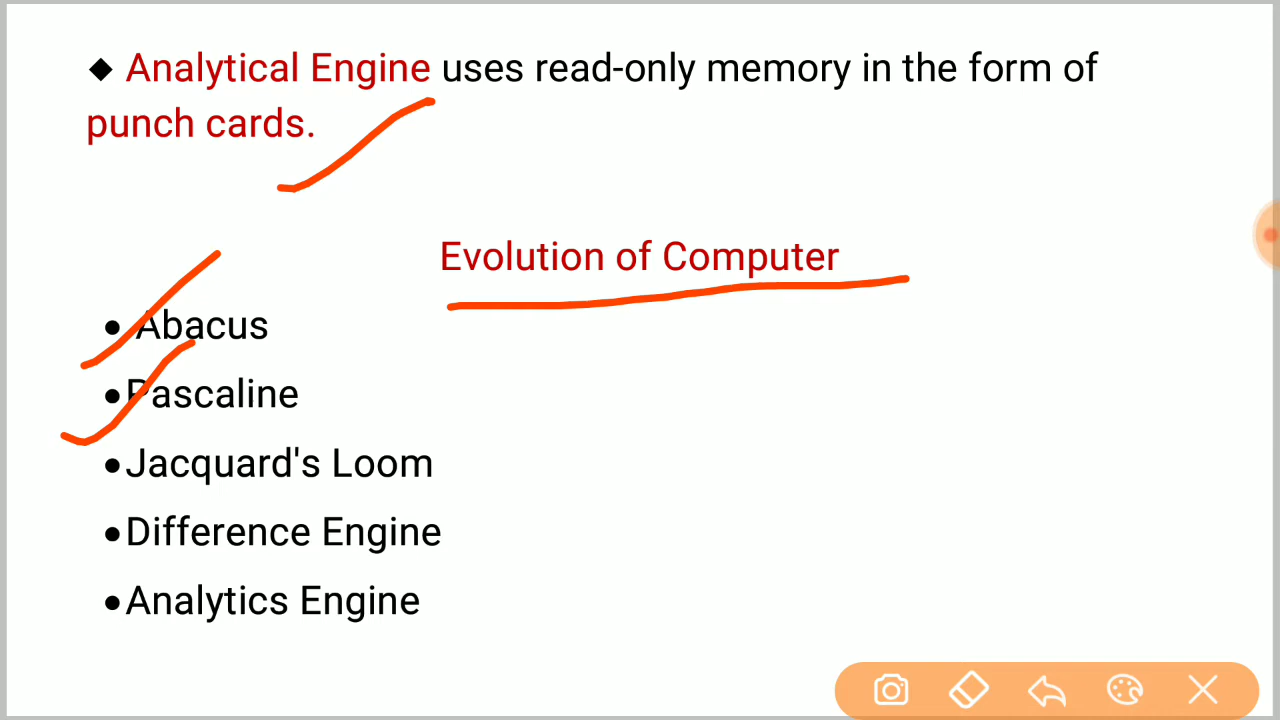 ◆ Analytical Engine uses read-only memory in the form of
punch cards.
Evolution of Computer
• Abacus
• Pascaline
• Jacquard's Loom
• Difference Engine
• Analytics Engine